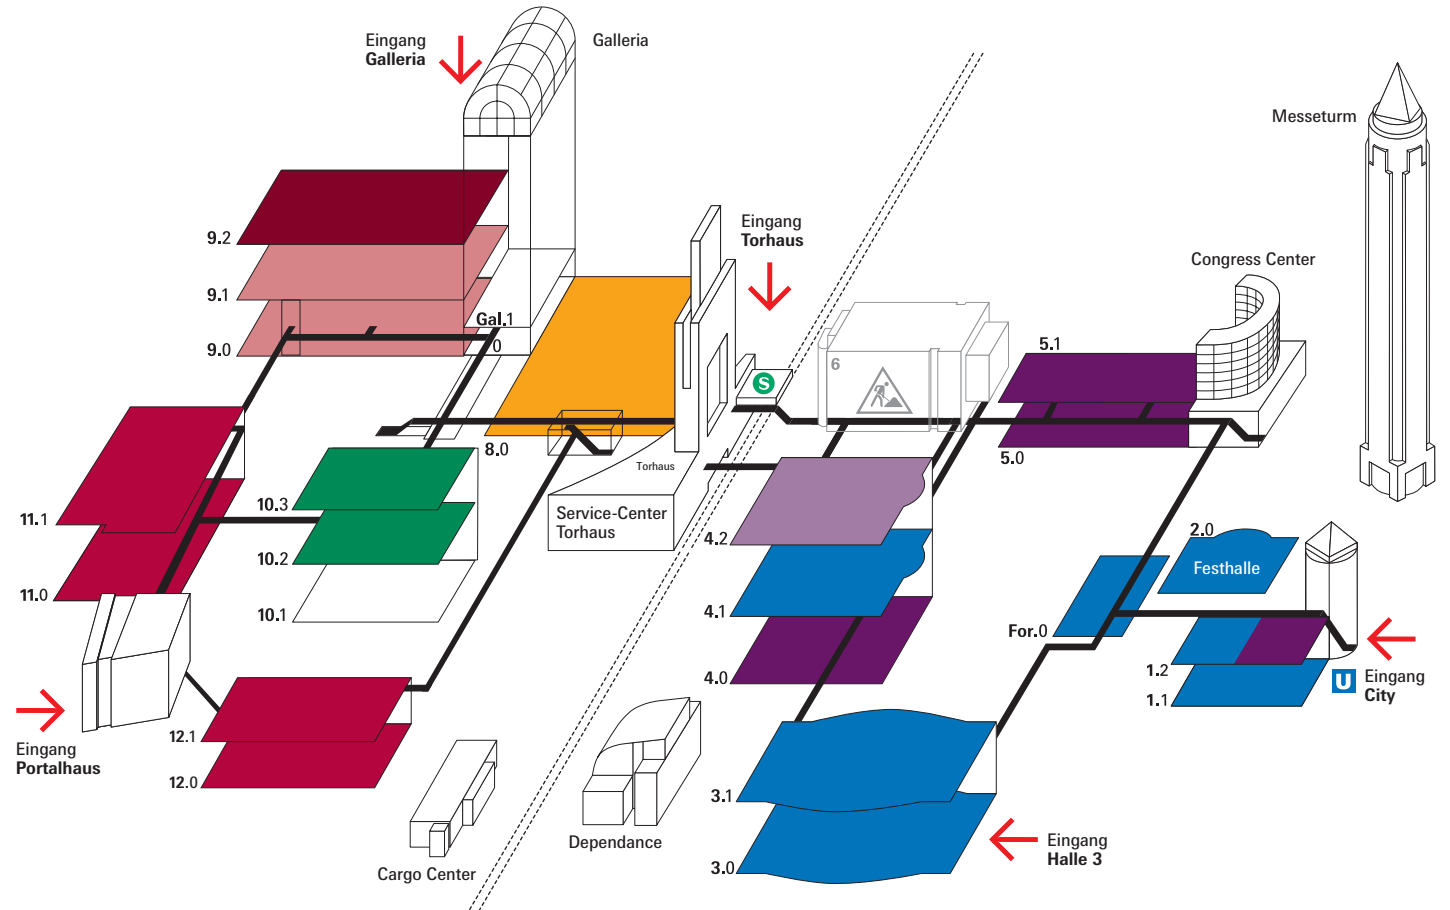 Eingang
Galleria
Galleria
Messeturm
Eingang
Torhaus
Congress Center
9.2
9.1
9.0
Gal.1
0
8.0
S
6
5.1
5.0
11.1
11.0
10.3
10.2
10.1
Torhaus
Service-Center
Torhaus
4.2
4.1
4.0
2.0
Festhalle
For.0
1.2
1.1
U
Eingang
City
Eingang
Portalhaus
12.1
12.0
Cargo Center
Dependance
3.1
3.0
Eingang
Halle 3